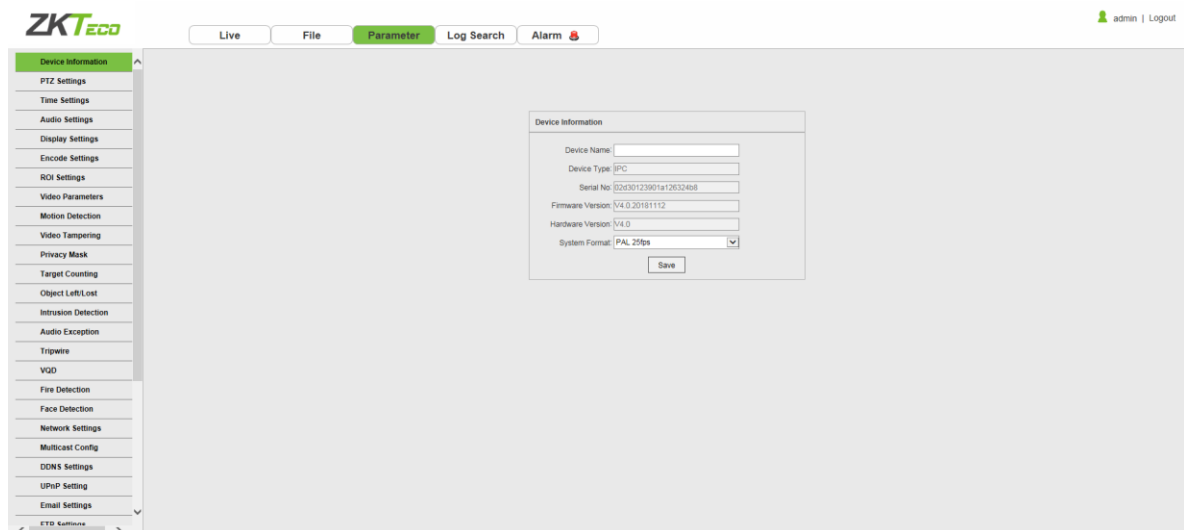 ZKTeco
admin | Logout
Live File Parameter Log Search Alarm
Device Information
PTZ Settings
Time Settings
Audio Settings
Display Settings
Encode Settings
ROI Settings
Video Parameters
Motion Detection
Video Tampering
Privacy Mask
Target Counting
Object Left/Lost
Intrusion Detection
Audio Exception
Tripwire
VQD
Fire Detection
Face Detection
Network Settings
Multicast Config
DDNS Settings
UPnP Setting
Email Settings
FTP Settings
Device Information
Device Name:
Device Type: IPC
Serial No: 02d30123901a126324b8
Firmware Version: V4.0.20181112
Hardware Version: V4.0
System Format: PAL 25fps
Save